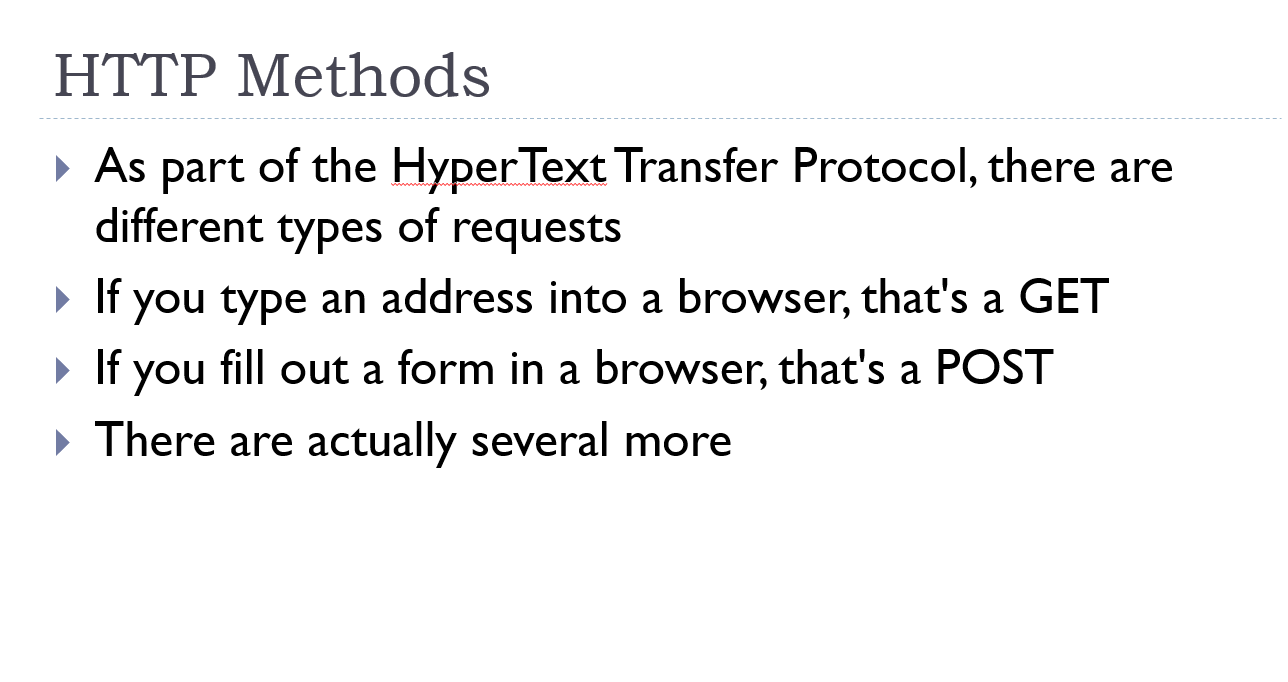 HTTP Methods
As part of the HyperText Transfer Protocol, there are
different types of requests
If you type an address into a browser, that's a GET
If you fill out a form in a browser, that's a POST
There are actually several more